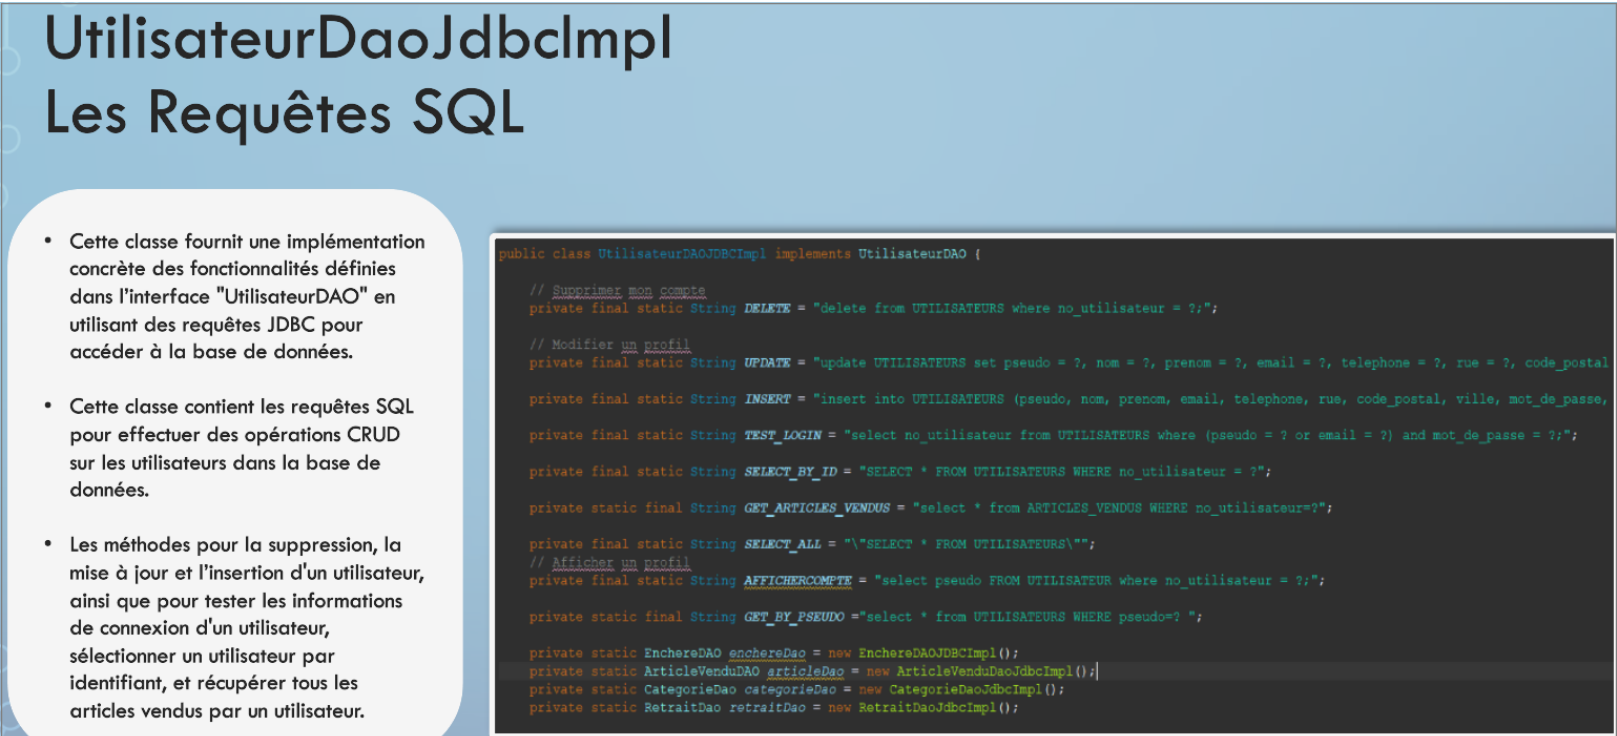 UtilisateurDaoJdbcImpl
Les Requêtes SQL
• Cette classe fournit une implémentation
concrète des fonctionnalités définies
dans l'interface "UtilisateurDAO" en
utilisant des requêtes JDBC pour
accéder à la base de données.
• Cette classe contient les requêtes SQL
pour effectuer des opérations CRUD
sur les utilisateurs dans la base de
données.
• Les méthodes pour la suppression, la
mise à jour et l'insertion d'un utilisateur,
ainsi que pour tester les informations
de connexion d'un utilisateur,
sélectionner un utilisateur par
identifiant, et récupérer tous les
articles vendus par un utilisateur.
public class UtilisateurDAOJDBCImpl implements UtilisateurDAO {
// Supprimer mon compte
private final static String DELETE = "delete from UTILISATEURS where no_utilisateur = ?;";
// Modifier un profil
private final static String UPDATE = "update UTILISATEURS set pseudo = ?, nom = ?, prenom = ?, email = ?, telephone = ?, rue = ?, code_postal
private final static String INSERT = "insert into UTILISATEURS (pseudo, nom, prenom, email, telephone, rue, code_postal, ville, mot_de_passe,
private final static String TEST_LOGIN = "select no_utilisateur from UTILISATEURS where (pseudo = ? or email = ?) and mot_de_passe = ?;";
private final static String SELECT_BY_ID = "SELECT * FROM UTILISATEURS WHERE no_utilisateur = ?";
private static final String GET_ARTICLES_VENDUS = "select * from ARTICLES_VENDUS WHERE no_utilisateur=?";
private final static String SELECT_ALL = "\"SELECT * FROM UTILISATEURS\"";
// Afficher un profil
private final static String AFFICHERCOMPTE = "select pseudo FROM UTILISATEUR where no_utilisateur = ?;";
private static final String GET_BY_PSEUDO ="select * from UTILISATEURS WHERE pseudo=? ";
private static EnchereDAO enchereDao = new EnchereDAOJDBCImpl();
private static ArticleVenduDAO articleDao = new ArticleVenduDaoJdbcImpl();
private static CategorieDao categorieDao = new CategorieDaoJdbcImpl();
private static RetraitDao retraitDao = new RetraitDaoJdbcImpl();